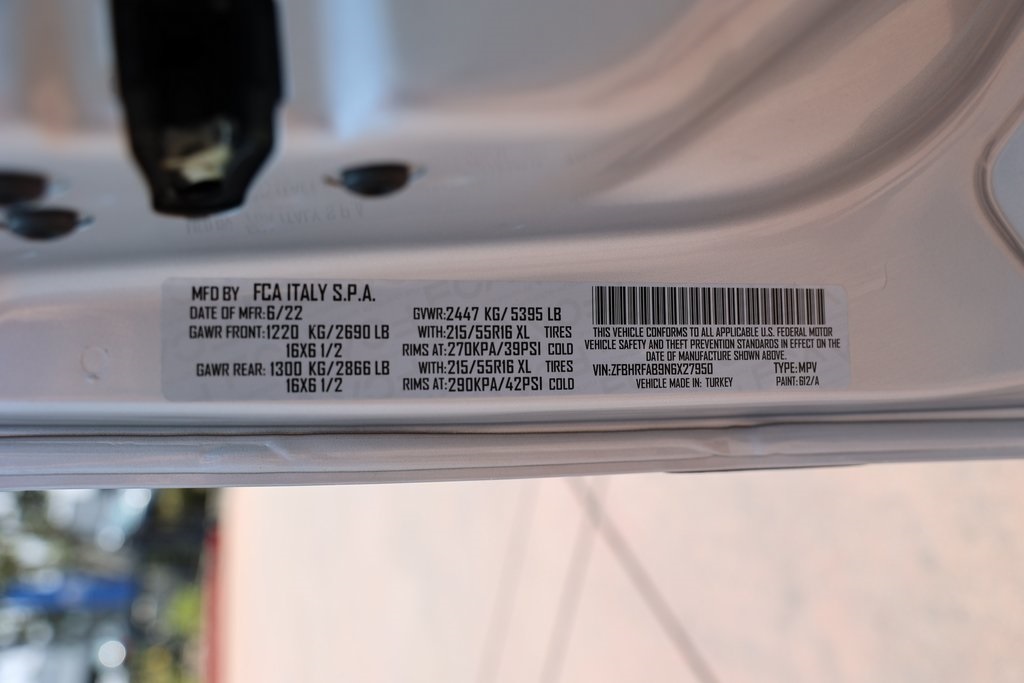 MFD BY FCA ITALY S.P.A.
DATE OF MFR:6/22 GVWR:2447 KG/ 5395 LB
GAWR FRONT:1220 KG/2690 LB WITH:215/55R16 XL TIRES
16X6 1/2 RIMS AT:270KPA/39PSI COLD
GAWR REAR: 1300 KG/2866 LB WITH:215/55R16 XL TIRES
16X6 1/2 RIMS AT:290KPA/42PSI COLD
THIS VEHICLE CONFORMS TO ALL APPLICABLE U.S. FEDERAL MOTOR
VEHICLE SAFETY AND THEFT PREVENTION STANDARDS IN EFFECT ON THE
DATE OF MANUFACTURE SHOWN ABOVE.
VIN:ZFBHRFAB9N6X27950 TYPE:MPV
VEHICLE MADE IN: TURKEY PAINT: 612/A